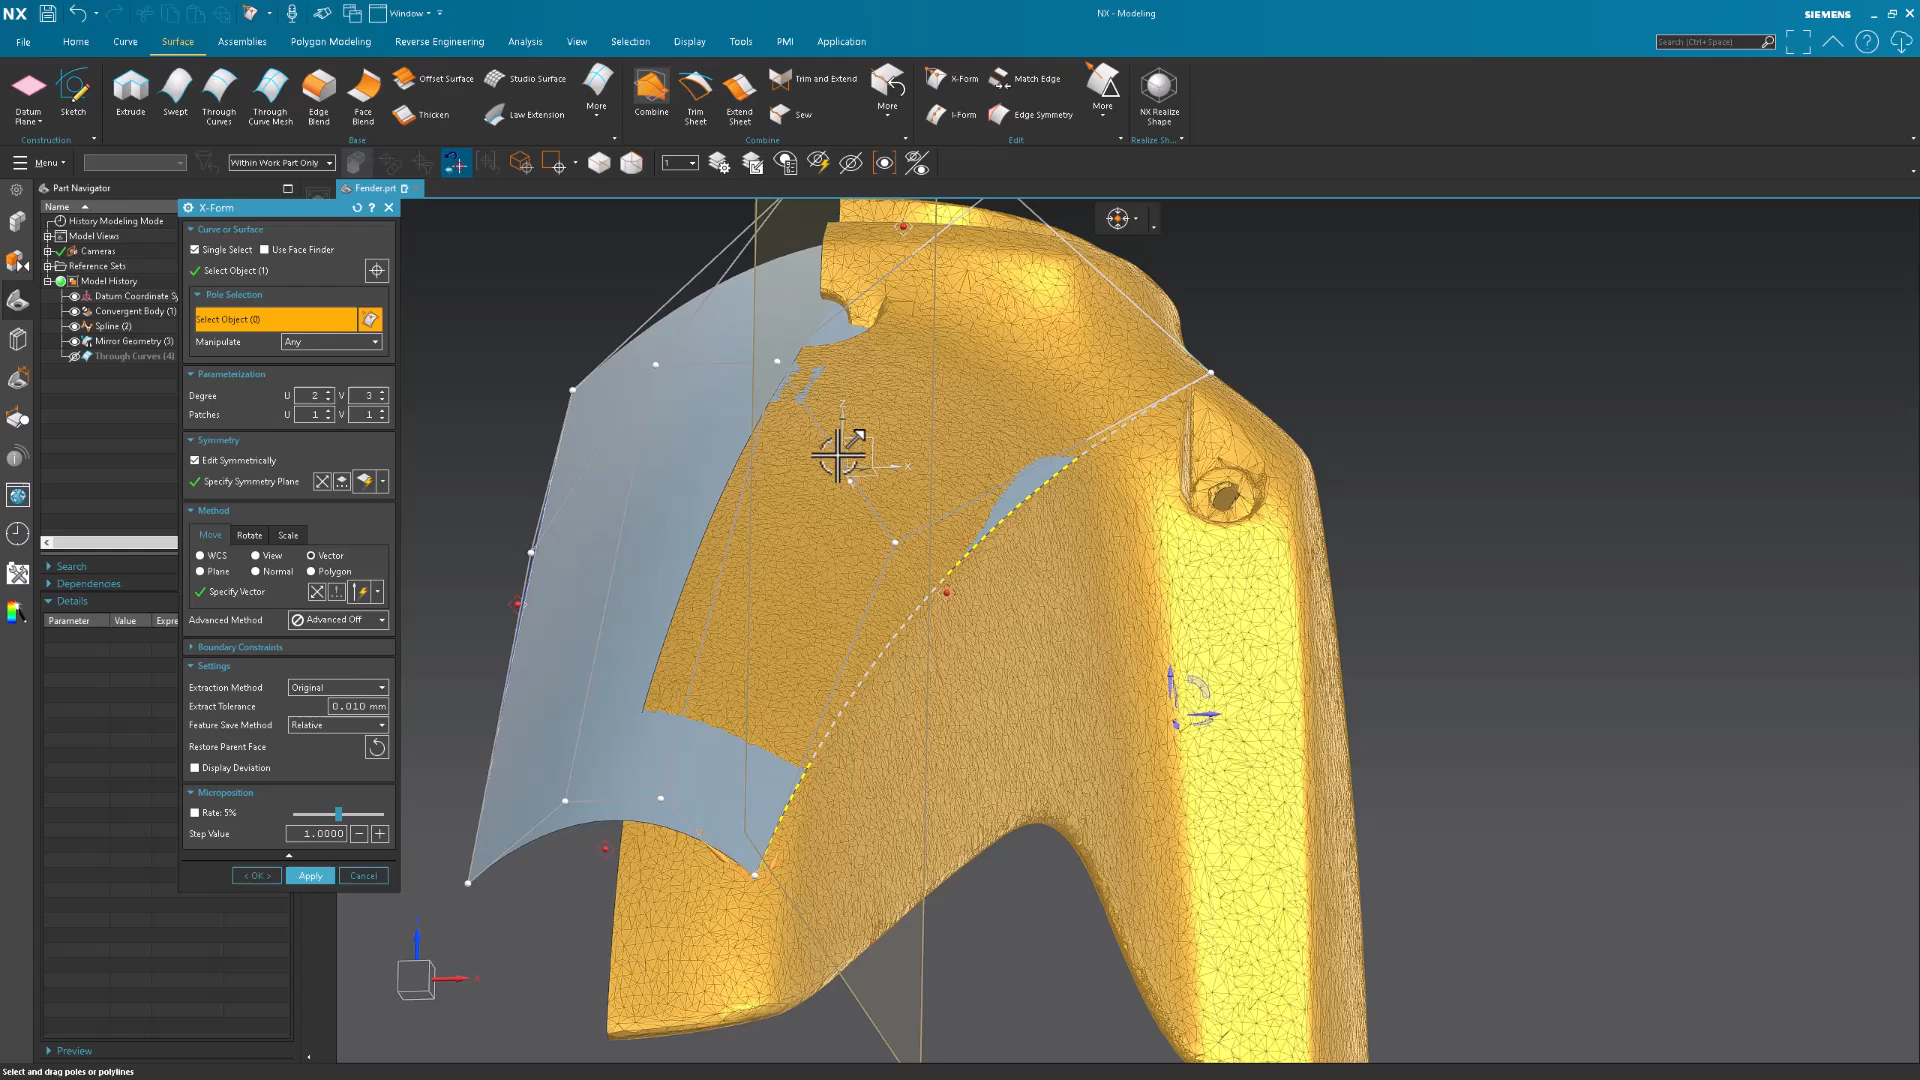 NX
Window
NX - Modeling
SIEMENS
File
Home
Curve
Surface
Assemblies
Polygon Modeling
Reverse Engineering
Analysis
View
Selection
Display
Tools
PMI
Application
Search (Ctrl+Space)
Datum Plane
Sketch
Extrude
Swept
Through Curves
Through Curve Mesh
Edge Blend
Face Blend
Offset Surface
Thicken
Studio Surface
Law Extension
More
Combine
Trim Sheet
Extend Sheet
Trim and Extend
Sew
More
X-Form
I-Form
Match Edge
Edge Symmetry
More
NX Realize Shape
Construction
Base
Combine
Edit
Realize Sh...
Menu
Within Work Part Only
1
Part Navigator
Fender.prt
Name
History Modeling Mode
Model Views
Cameras
Reference Sets
Model History
Datum Coordinate S
Convergent Body (1)
Spline (2)
Mirror Geometry (3)
Through Curves (4)
Search
Dependencies
Details
Parameter
Value
Expre
Preview
X-Form
Curve or Surface
Single Select
Use Face Finder
Select Object (1)
Pole Selection
Select Object (0)
Manipulate
Any
Parameterization
Degree
U
2
V
3
Patches
U
1
V
1
Symmetry
Edit Symmetrically
Specify Symmetry Plane
Method
Move
Rotate
Scale
WCS
View
Vector
Plane
Normal
Polygon
Specify Vector
Advanced Method
Advanced Off
Boundary Constraints
Settings
Extraction Method
Original
Extract Tolerance
0.010 mm
Feature Save Method
Relative
Restore Parent Face
Display Deviation
Microposition
Rate: 5%
Step Value
1.0000
< OK >
Apply
Cancel
Z
X
Select and drag poles or polylines